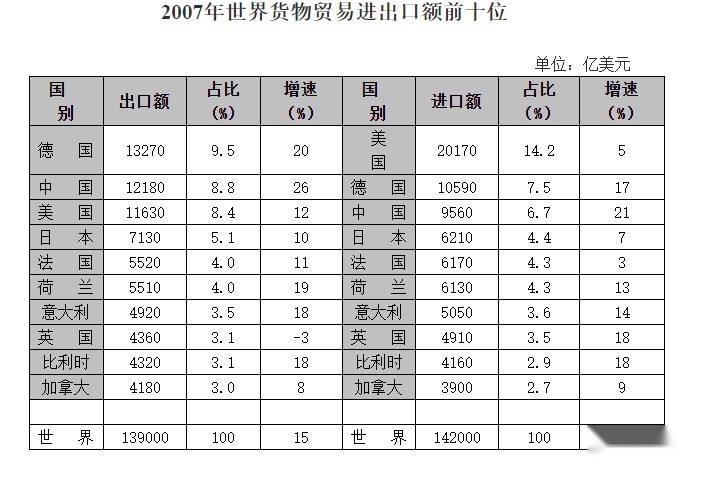 2007年世界货物贸易进出口额前十位
单位：亿美元
国别 出口额 占比(%) 增速(%) 国别 进口额 占比(%) 增速(%)
德国 13270 9.5 20 美国 20170 14.2 5
中国 12180 8.8 26 德国 10590 7.5 17
美国 11630 8.4 12 中国 9560 6.7 21
日本 7130 5.1 10 日本 6210 4.4 7
法国 5520 4.0 11 法国 6170 4.3 3
荷兰 5510 4.0 19 荷兰 6130 4.3 13
意大利 4920 3.5 18 意大利 5050 3.6 14
英国 4360 3.1 -3 英国 4910 3.5 18
比利时 4320 3.1 18 比利时 4160 2.9 18
加拿大 4180 3.0 8 加拿大 3900 2.7 9
世界 139000 100 15 世界 142000 100